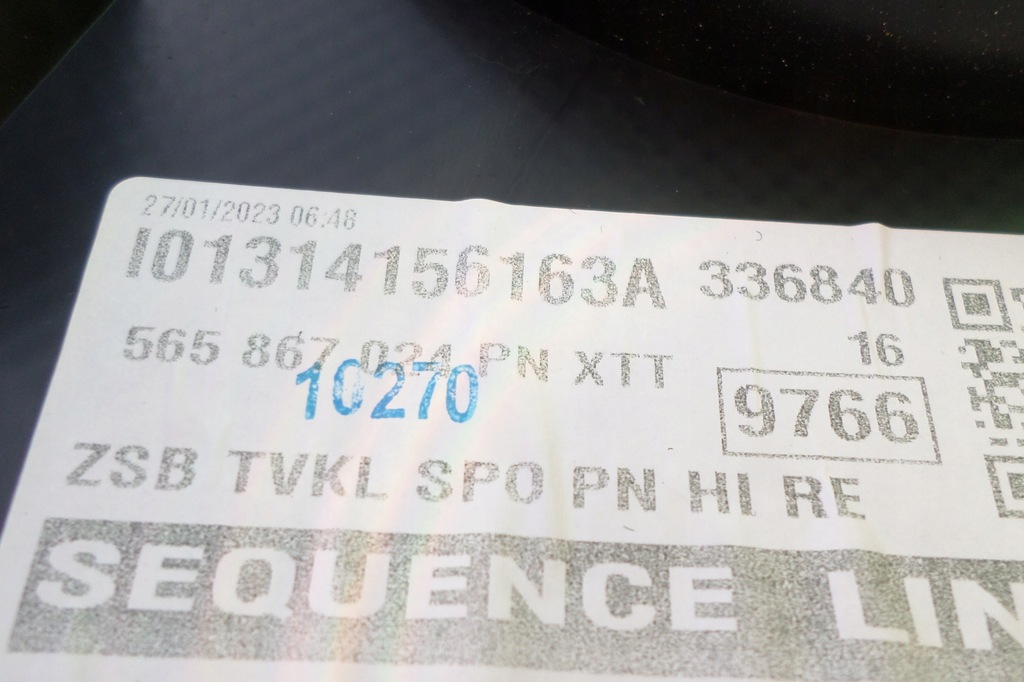 27/01/2023 06:48
I01314156163A 336840
565 867 024 PN XTT 16
10270 9766
ZSB TVKL SPO PN HI RE
SEQUENCE LIN